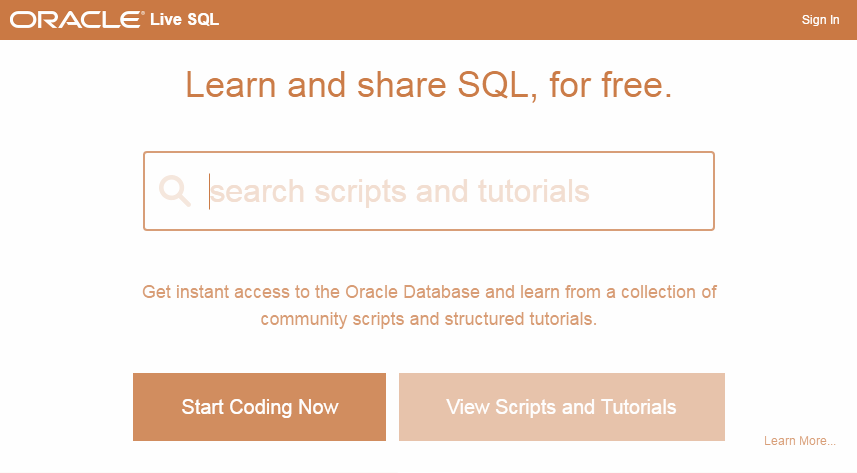 ORACLE® Live SQL
Sign In
Learn and share SQL, for free.
search scripts and tutorials
Get instant access to the Oracle Database and learn from a collection of
community scripts and structured tutorials.
Start Coding Now
View Scripts and Tutorials
Learn More...